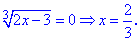 ∛(2x−3) = 0 ⇒ x = 2/3.